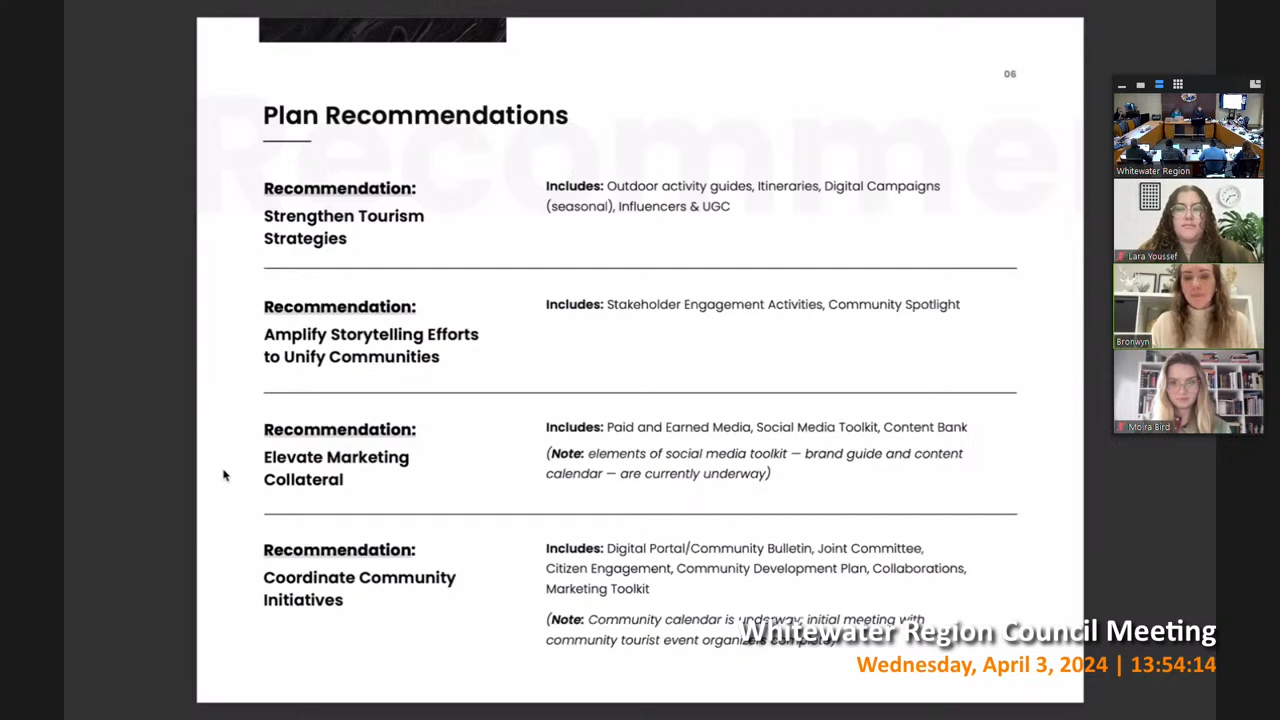 06
Plan Recommendations
Recommendation:
Strengthen Tourism
Strategies
Includes: Outdoor activity guides, Itineraries, Digital Campaigns
(seasonal), Influencers & UGC
Recommendation:
Amplify Storytelling Efforts
to Unify Communities
Includes: Stakeholder Engagement Activities, Community Spotlight
Recommendation:
Elevate Marketing
Collateral
Includes: Paid and Earned Media, Social Media Toolkit, Content Bank
(Note: elements of social media toolkit — brand guide and content
calendar — are currently underway)
Recommendation:
Coordinate Community
Initiatives
Includes: Digital Portal/Community Bulletin, Joint Committee,
Citizen Engagement, Community Development Plan, Collaborations,
Marketing Toolkit
(Note: Community calendar is underway; initial meeting with
community tourist event organizers complete)
Recomme
Whitewater Region
Lara Youssef
Bronwyn
Moira Bird
Whitewater Region Council Meeting
Wednesday, April 3, 2024 | 13:54:14